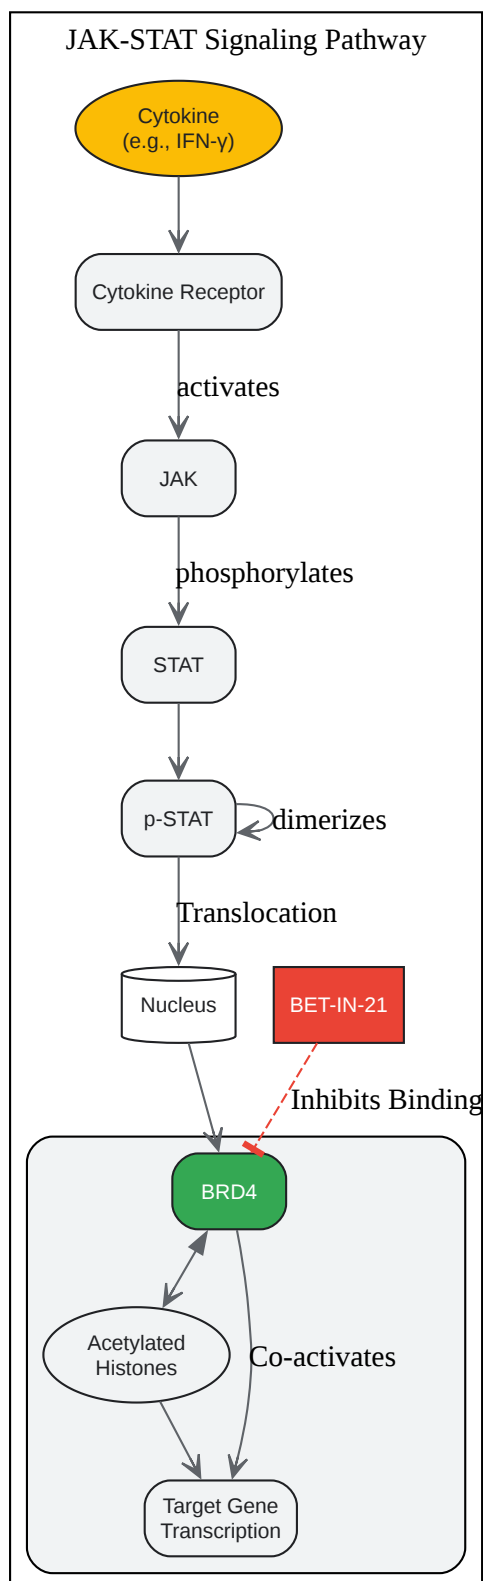 JAK-STAT Signaling Pathway
Cytokine
(e.g., IFN-γ)
Cytokine Receptor
activates
JAK
phosphorylates
STAT
p-STAT
dimerizes
Translocation
Nucleus
BET-IN-21
Inhibits Binding
BRD4
Acetylated
Histones
Co-activates
Target Gene
Transcription